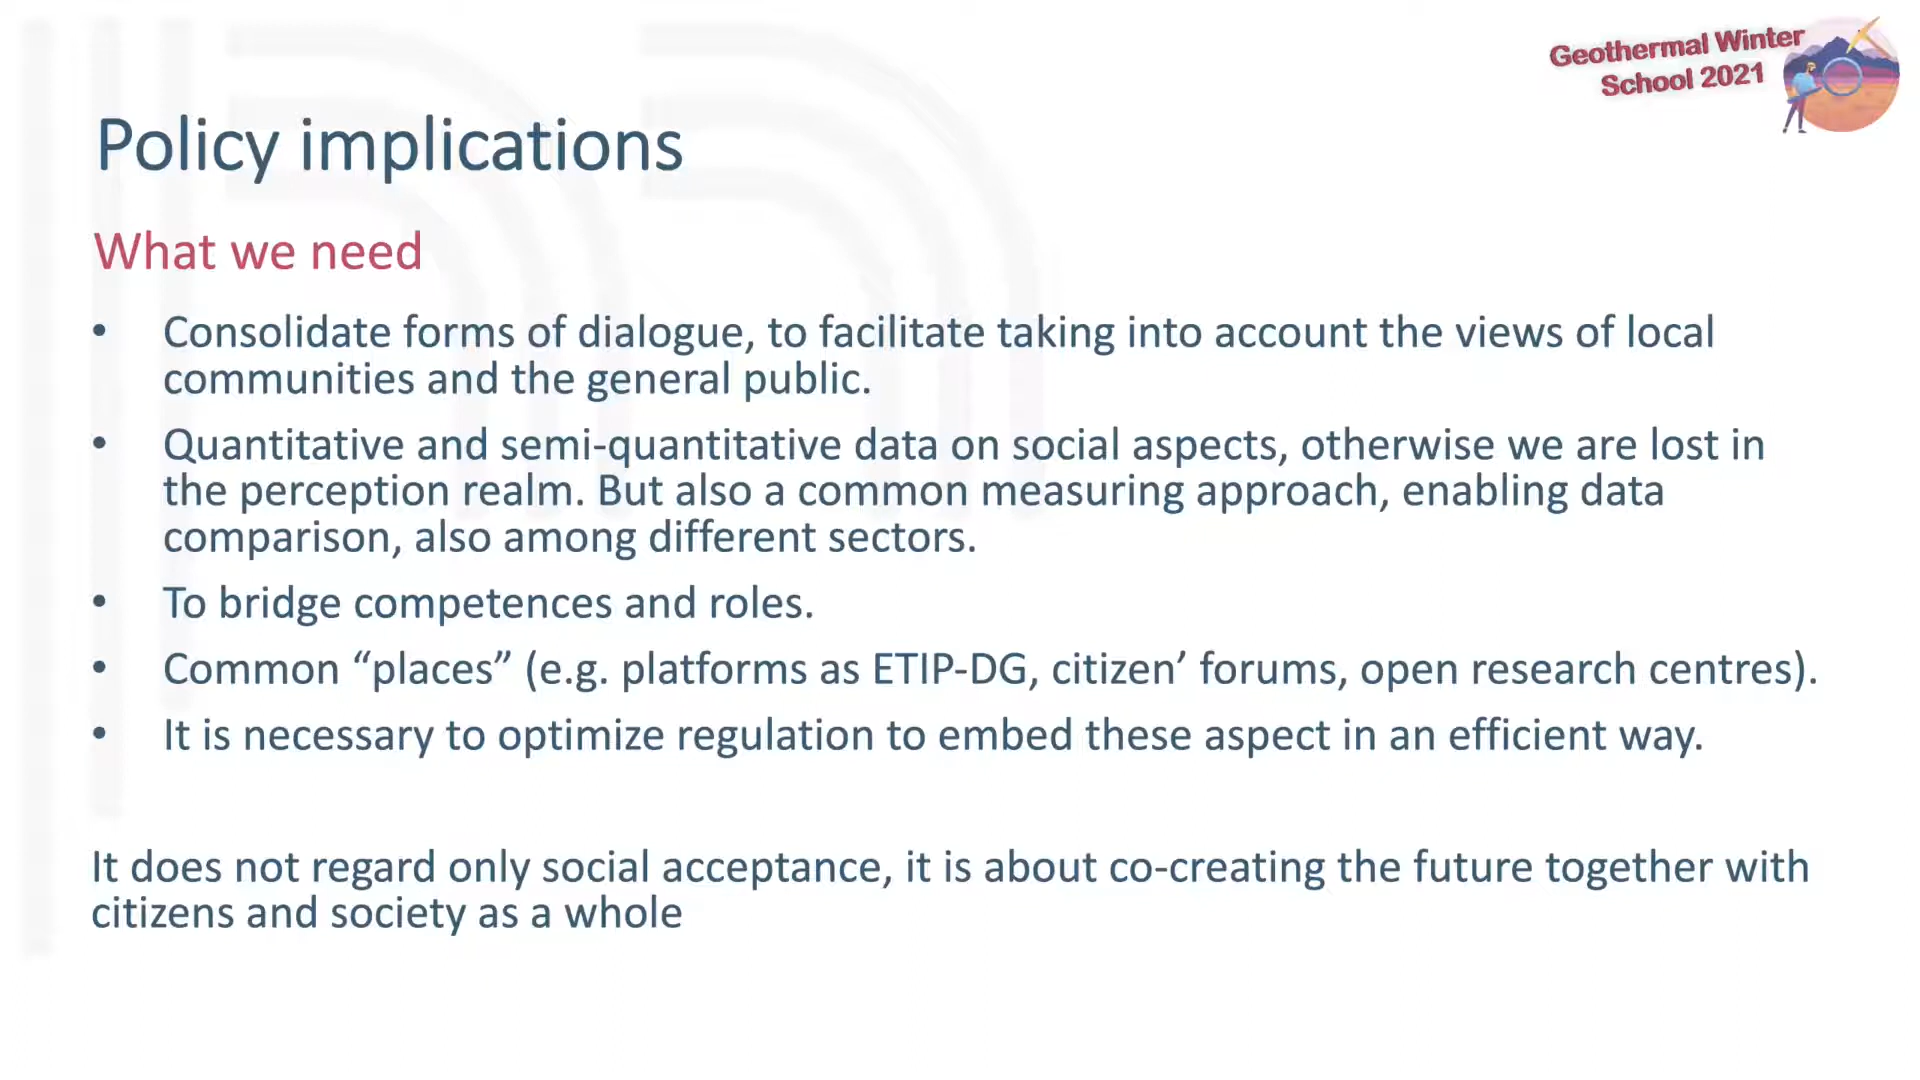 Geothermal Winter
School 2021
Policy implications
What we need
• Consolidate forms of dialogue, to facilitate taking into account the views of local
communities and the general public.
• Quantitative and semi-quantitative data on social aspects, otherwise we are lost in
the perception realm. But also a common measuring approach, enabling data
comparison, also among different sectors.
• To bridge competences and roles.
• Common “places” (e.g. platforms as ETIP-DG, citizen’ forums, open research centres).
• It is necessary to optimize regulation to embed these aspect in an efficient way.
It does not regard only social acceptance, it is about co-creating the future together with
citizens and society as a whole